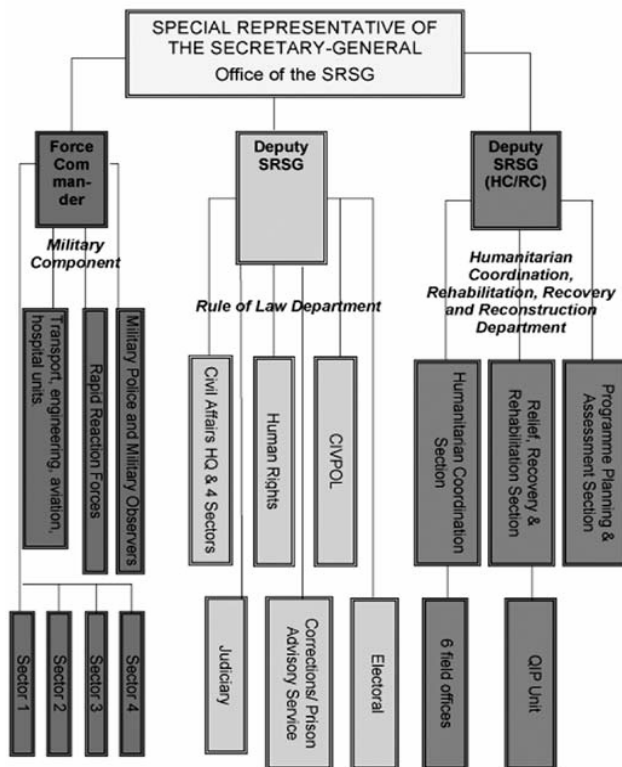 SPECIAL REPRESENTATIVE OF
THE SECRETARY-GENERAL
Office of the SRSG
Force
Com
man-
der
Deputy
SRSG
Deputy
SRSG
(HC/RC)
Military
Component
Rule of Law Department
Humanitarian
Coordination,
Rehabilitation, Recovery
and Reconstruction
Department
Transport, engineering, aviation,
hospital units
Rapid Reaction Forces
Military Police and Military Observers
Civil Affairs HQ & 4 Sectors
Human Rights
CIVPOL
Humanitarian Coordination
Section
Relief, Recovery &
Rehabilitation Section
Programme Planning &
Assessment Section
Sector 1
Sector 2
Sector 3
Sector 4
Judiciary
Corrections/ Prison
Advisory Service
Electoral
6 field offices
QIP Unit